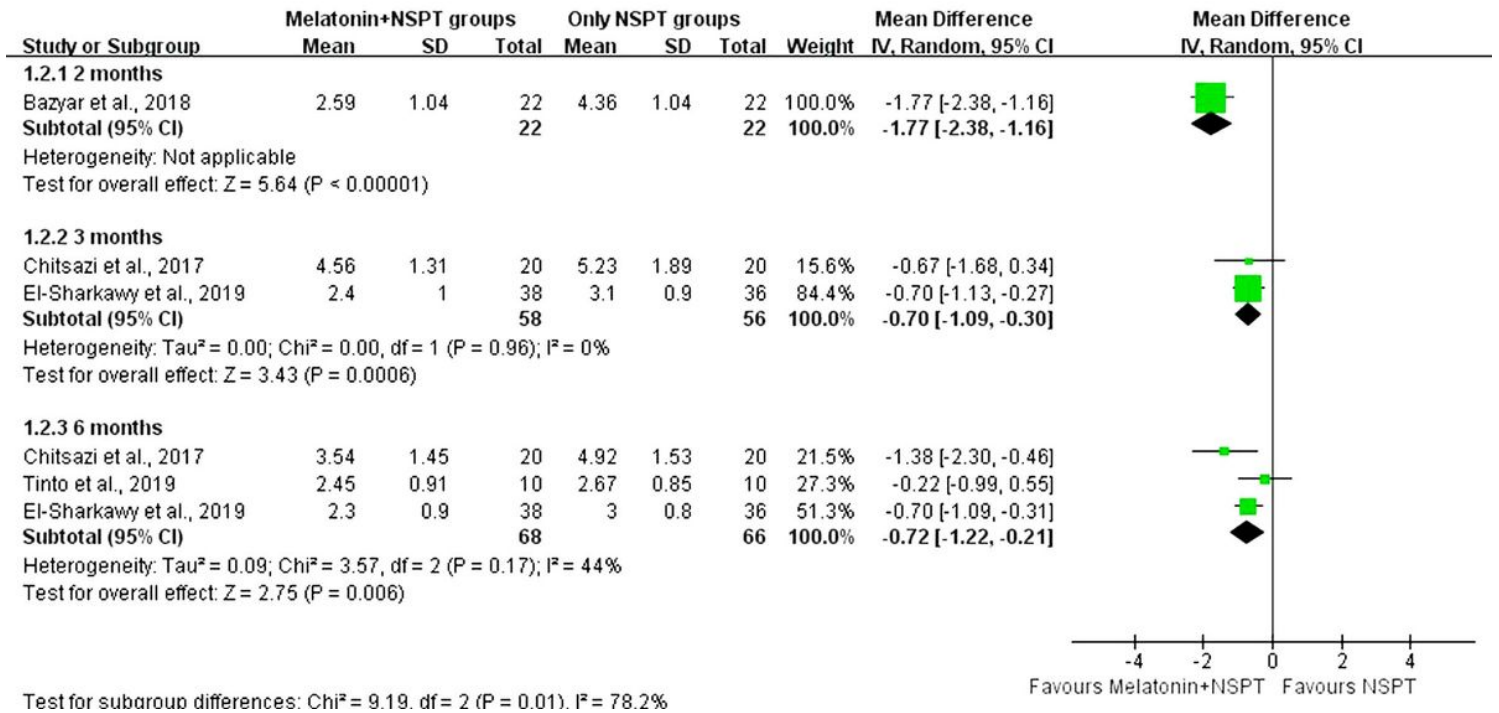 Melatonin+NSPT groups Only NSPT groups Mean Difference Mean Difference
Study or Subgroup Mean SD Total Mean SD Total Weight IV, Random, 95% CI IV, Random, 95% CI
1.2.1 2 months
Bazyar et al., 2018 2.59 1.04 22 4.36 1.04 22 100.0% -1.77 [-2.38, -1.16]
Subtotal (95% CI) 22 22 100.0% -1.77 [-2.38, -1.16]
Heterogeneity: Not applicable
Test for overall effect: Z = 5.64 (P < 0.00001)
1.2.2 3 months
Chitsazi et al., 2017 4.56 1.31 20 5.23 1.89 20 15.6% -0.67 [-1.68, 0.34]
El-Sharkawy et al., 2019 2.4 1 38 3.1 0.9 36 84.4% -0.70 [-1.13, -0.27]
Subtotal (95% CI) 58 56 100.0% -0.70 [-1.09, -0.30]
Heterogeneity: Tau² = 0.00; Chi² = 0.00, df = 1 (P = 0.96); I² = 0%
Test for overall effect: Z = 3.43 (P = 0.0006)
1.2.3 6 months
Chitsazi et al., 2017 3.54 1.45 20 4.92 1.53 20 21.5% -1.38 [-2.30, -0.46]
Tinto et al., 2019 2.45 0.91 10 2.67 0.85 10 27.3% -0.22 [-0.99, 0.55]
El-Sharkawy et al., 2019 2.3 0.9 38 3 0.8 36 51.3% -0.70 [-1.09, -0.31]
Subtotal (95% CI) 68 66 100.0% -0.72 [-1.22, -0.21]
Heterogeneity: Tau² = 0.09; Chi² = 3.57, df = 2 (P = 0.17); I² = 44%
Test for overall effect: Z = 2.75 (P = 0.006)
-4 -2 0 2 4
Favours Melatonin+NSPT Favours NSPT
Test for subgroup differences: Chi² = 9.19, df = 2 (P = 0.01), I² = 78.2%